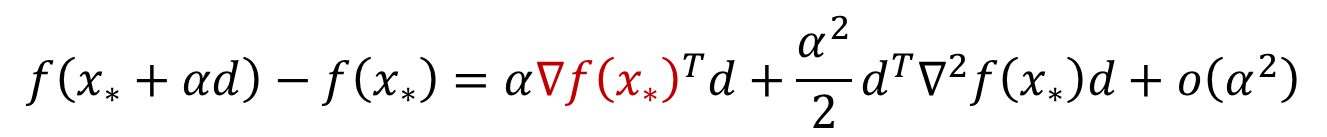 f(x∗ + αd) − f(x∗) = α∇f(x∗)ᵀd + α²/2 dᵀ∇²f(x∗)d + o(α²)